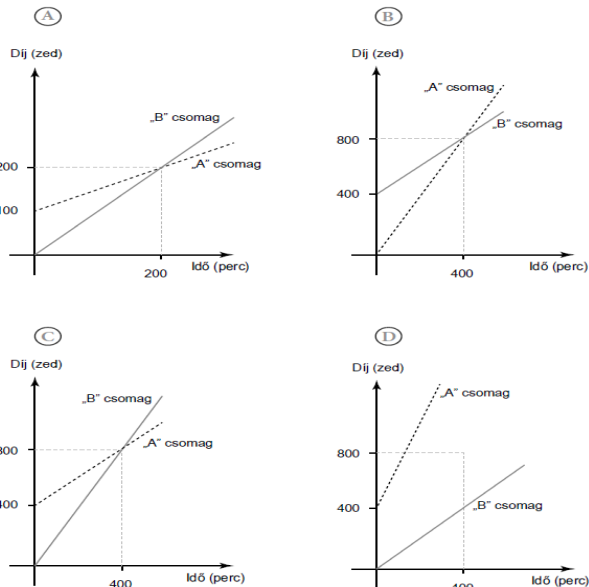 A
Díj (zed)
„B” csomag
„A” csomag
200
100
200
Idő (perc)
B
Díj (zed)
„A” csomag
„B” csomag
800
400
400
Idő (perc)
C
Díj (zed)
„B” csomag
„A” csomag
800
400
400
Idő (perc)
D
Díj (zed)
„A” csomag
800
400
„B” csomag
400
Idő (perc)